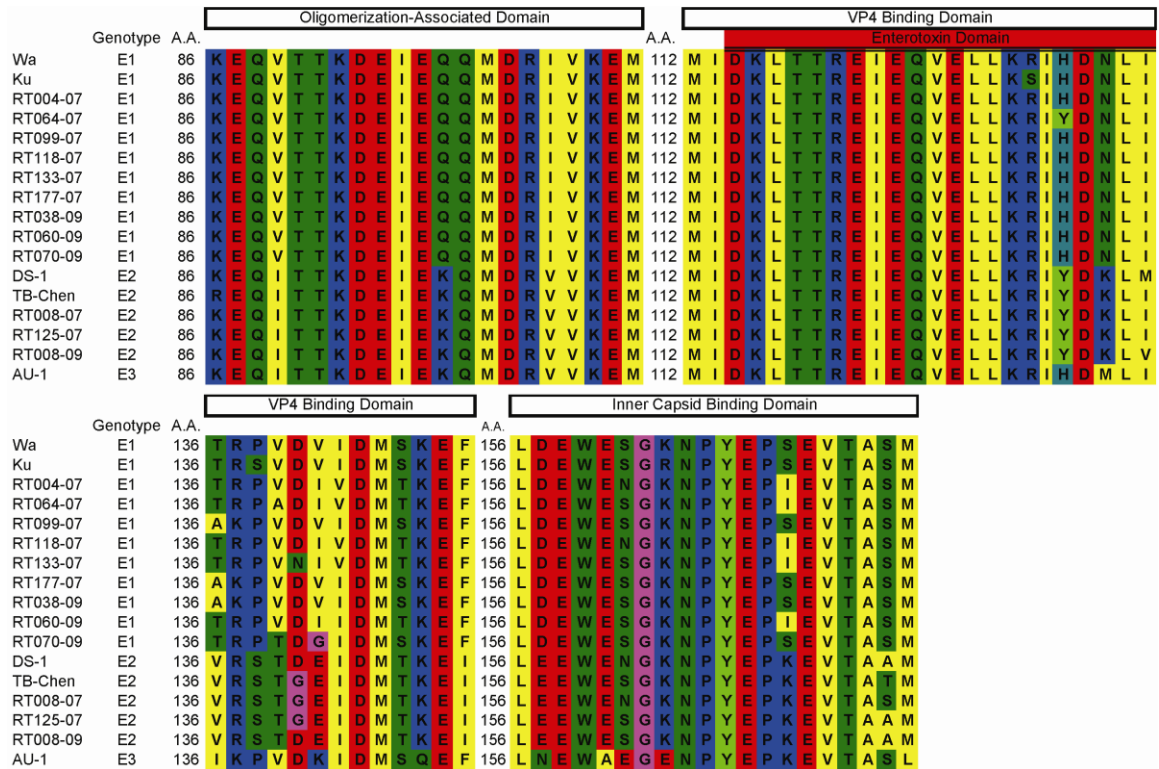 Oligomerization-Associated Domain VP4 Binding Domain
Genotype A.A. A.A. Enterotoxin Domain
Wa E1 86 K E Q V T T K D E I E Q Q M D R I V K E M 112 M I D K L T T R E I E Q V E L L K R I H D N L I
Ku E1 86 K E Q V T T K D E I E Q Q M D R I V K E M 112 M I D K L T T R E I E Q V E L L K S I H D N L I
RT004-07 E1 86 K E Q V T T K D E I E Q Q M D R I V K E M 112 M I D K L T T R E I E Q V E L L K R I H D N L I
RT064-07 E1 86 K E Q V T T K D E I E Q Q M D R I V K E M 112 M I D K L T T R E I E Q V E L L K R I Y D N L I
RT099-07 E1 86 K E Q V T T K D E I E Q Q M D R I V K E M 112 M I D K L T T R E I E Q V E L L K R I H D N L I
RT118-07 E1 86 K E Q V T T K D E I E Q Q M D R I V K E M 112 M I D K L T T R E I E Q V E L L K R I H D N L I
RT133-07 E1 86 K E Q V T T K D E I E Q Q M D R I V K E M 112 M I D K L T T R E I E Q V E L L K R I H D N L I
RT177-07 E1 86 K E Q V T T K D E I E Q Q M D R I V K E M 112 M I D K L T T R E I E Q V E L L K R I H D N L I
RT038-09 E1 86 K E Q V T T K D E I E Q Q M D R I V K E M 112 M I D K L T T R E I E Q V E L L K R I H D N L I
RT060-09 E1 86 K E Q V T T K D E I E Q Q M D R I V K E M 112 M I D K L T T R E I E Q V E L L K R I H D N L I
RT070-09 E1 86 K E Q V T T K D E I E Q Q M D R I V K E M 112 M I D K L T T R E I E Q V E L L K R I H D N L I
DS-1 E2 86 K E Q I T T K D E I E K Q M D R V V K E M 112 M I D K L T T R E I E Q V E L L K R I Y D K L M
TB-Chen E2 86 R E Q I T T K D E I E K Q M D R V V K E M 112 M I D K L T T R E I E Q V E L L K R I Y D K L I
RT008-07 E2 86 K E Q I T T K D E I E K Q M D R V V K E M 112 M I D K L T T R E I E Q V E L L K R I Y D K L I
RT125-07 E2 86 K E Q I T T K D E I E K Q M D R V V K E M 112 M I D K L T T R E I E Q V E L L K R I Y D K L I
RT008-09 E2 86 K E Q I T T K D E I E K Q M D R V V K E M 112 M I D K L T T R E I E Q V E L L K R I Y D K L V
AU-1 E3 86 K E Q I T T K D E I E K Q M D R V V K E M 112 M I D K L T T R E I E Q V E L L K R I H D M L I
VP4 Binding Domain Inner Capsid Binding Domain
Genotype A.A. A.A.
Wa E1 136 T R P V D V I D M S K E F 156 L D E W E S G K N P Y E P S E V T A S M
Ku E1 136 T R S V D V I D M S K E F 156 L D E W E S G R N P Y E P S E V T A S M
RT004-07 E1 136 T R P V D I V D M T K E F 156 L D E W E N G K N P Y E P I E V T A S M
RT064-07 E1 136 T R P A D I V D M T K E F 156 L D E W E S G K N P Y E P I E V T A S M
RT099-07 E1 136 A K P V D V I D M S K E F 156 L D E W E S G K N P Y E P S E V T A S M
RT118-07 E1 136 T R P V D I V D M T K E F 156 L D E W E N G K N P Y E P I E V T A S M
RT133-07 E1 136 T R P V N I V D M T K E F 156 L D E W E S G K N P Y E P I E V T A S M
RT177-07 E1 136 A K P V D V I D M S K E F 156 L D E W E S G K N P Y E P S E V T A S M
RT038-09 E1 136 A K P V D V I D M S K E F 156 L D E W E S G K N P Y E P S E V T A S M
RT060-09 E1 136 T R P V D I I D M T K E F 156 L D E W E S G K N P Y E P I E V T A S M
RT070-09 E1 136 T R P T D G I D M S K E F 156 L D E W E S G K N P Y E P S E V T A S M
DS-1 E2 136 V R S T D E I D M T K E I 156 L E E W E N G K N P Y E P K E V T A A M
TB-Chen E2 136 V R S T G E I D M T K E I 156 L E E W E S G K N P Y E P K E V T A T M
RT008-07 E2 136 V R S T G E I D M T K E I 156 L E E W E N G K N P Y E P K E V T A S M
RT125-07 E2 136 V R S T G E I D M T K E I 156 L E E W E S G K N P Y E P K E V T A A M
RT008-09 E2 136 V R S T D E I D M T K E I 156 L E E W E S G K N P Y E P K E V T A A M
AU-1 E3 136 I K P V D K I D M S Q E F 156 L N E W A E G E N P Y E P K E V T A S L